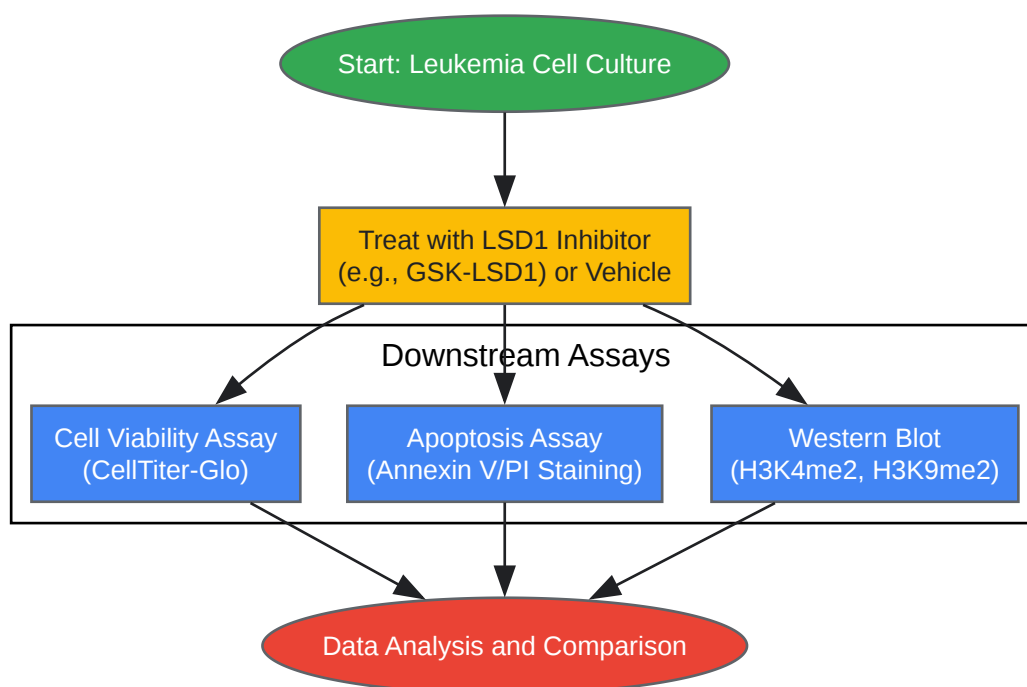 Start: Leukemia Cell Culture
Treat with LSD1 Inhibitor
(e.g., GSK-LSD1) or Vehicle
Downstream Assays
Cell Viability Assay
(CellTiter-Glo)
Apoptosis Assay
(Annexin V/PI Staining)
Western Blot
(H3K4me2, H3K9me2)
Data Analysis and Comparison